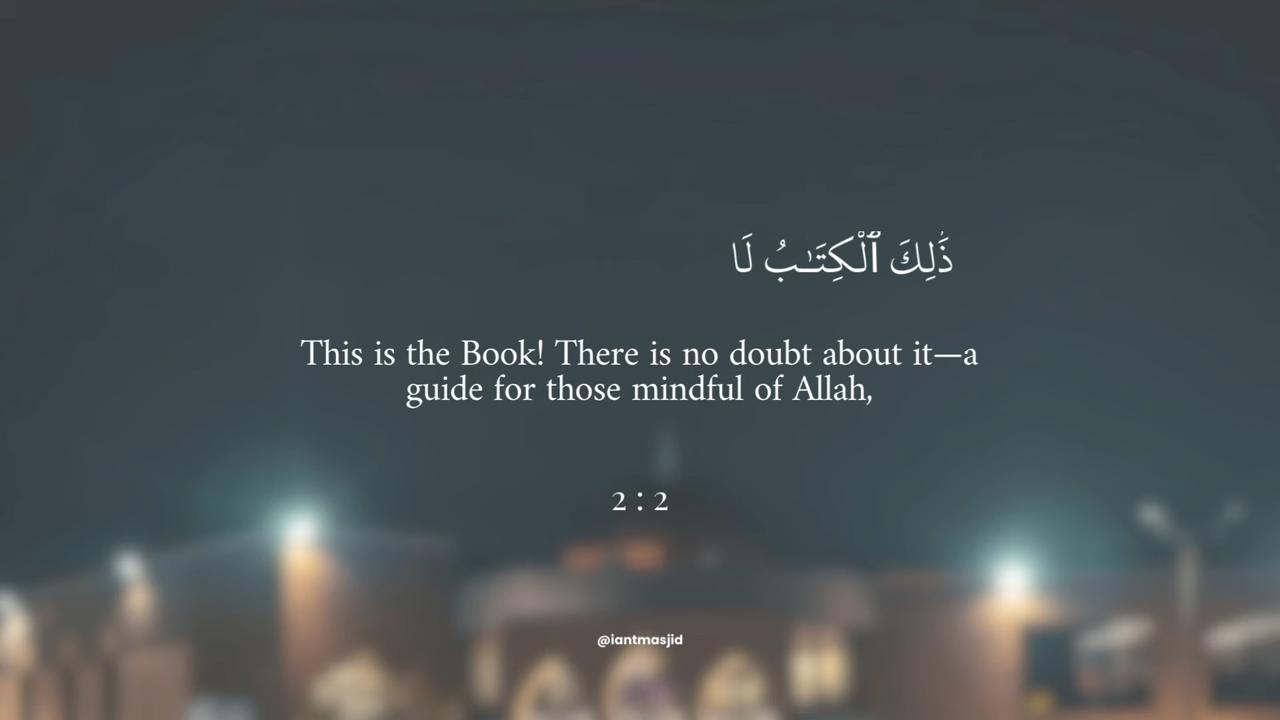 ذَٰلِكَ ٱلْكِتَـٰبُ لَا
This is the Book! There is no doubt about it—a
guide for those mindful of Allah,
2 : 2
@iantmasjid